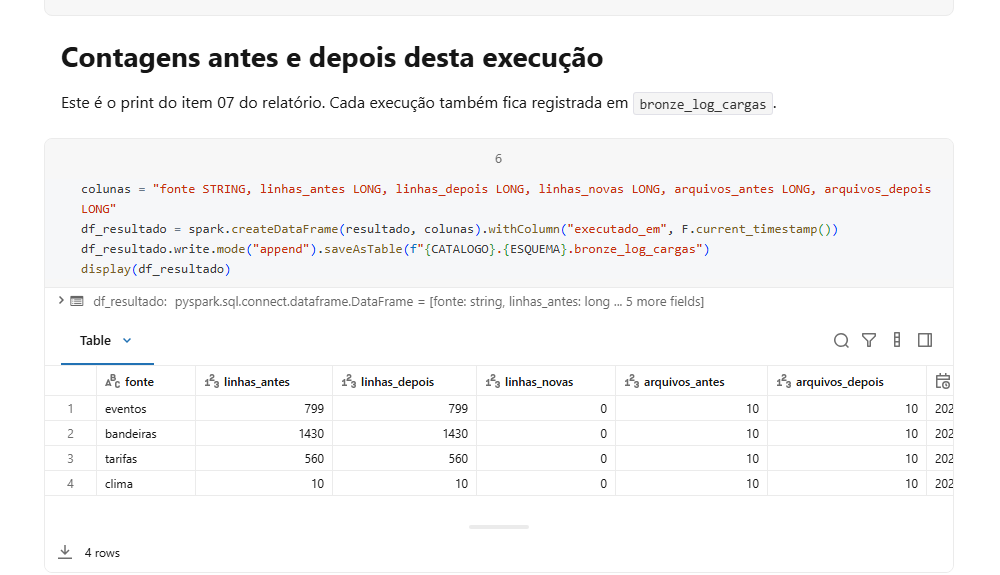 Contagens antes e depois desta execução
Este é o print do item 07 do relatório. Cada execução também fica registrada em bronze_log_cargas.
6
colunas = "fonte STRING, linhas_antes LONG, linhas_depois LONG, linhas_novas LONG, arquivos_antes LONG, arquivos_depois
LONG"
df_resultado = spark.createDataFrame(resultado, colunas).withColumn("executado_em", F.current_timestamp())
df_resultado.write.mode("append").saveAsTable(f"{CATALOGO}.{ESQUEMA}.bronze_log_cargas")
display(df_resultado)
df_resultado: pyspark.sql.connect.dataframe.DataFrame = [fonte: string, linhas_antes: long ... 5 more fields]
Table
fonte linhas_antes linhas_depois linhas_novas arquivos_antes arquivos_depois
1 eventos 799 799 0 10 10 202
2 bandeiras 1430 1430 0 10 10 202
3 tarifas 560 560 0 10 10 202
4 clima 10 10 0 10 10 202
4 rows